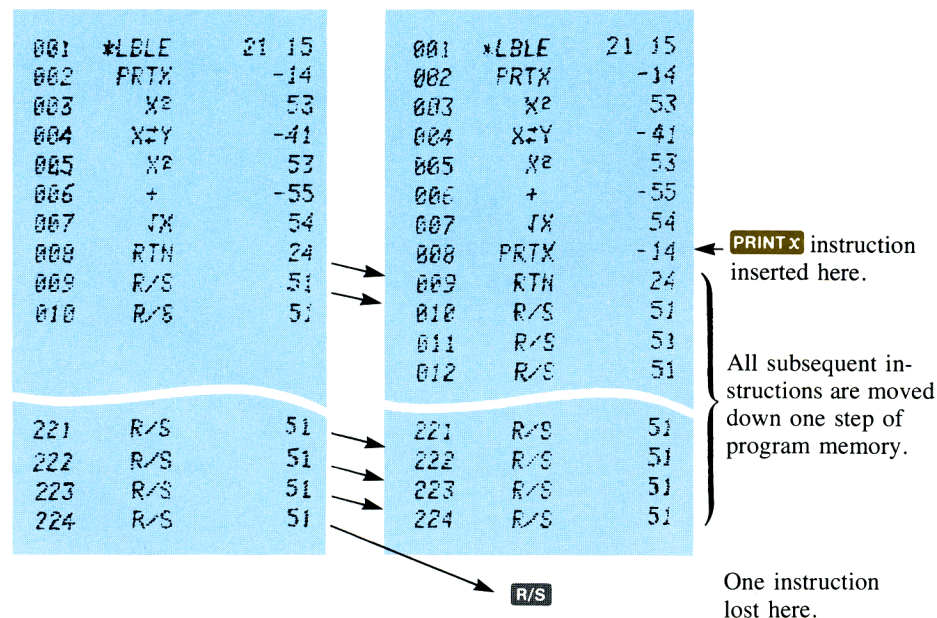 001 *LBLE 21 15
002 PRTX -14
003 X² 53
004 X⇄Y -41
005 X² 53
006 + -55
007 √X 54
008 RTN 24
009 R/S 51
010 R/S 51
221 R/S 51
222 R/S 51
223 R/S 51
224 R/S 51
001 *LBLE 21 15
002 PRTX -14
003 X² 53
004 X⇄Y -41
005 X² 53
006 + -55
007 √X 54
008 PRTX -14
009 RTN 24
010 R/S 51
011 R/S 51
012 R/S 51
221 R/S 51
222 R/S 51
223 R/S 51
224 R/S 51
PRINT x instruction
inserted here.
All subsequent in-
structions are moved
down one step of
program memory.
R/S
One instruction
lost here.